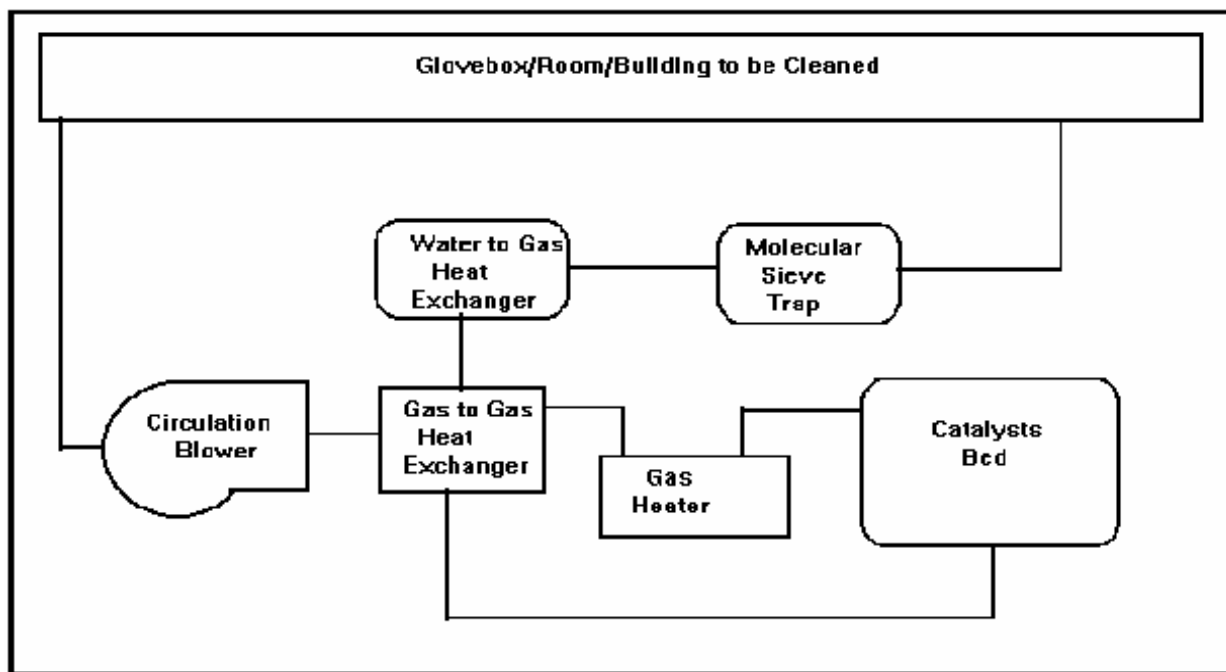 Glovebox/Room/Building to be Cleaned
Water to Gas
Heat
Exchanger
Molecular
Sieve
Trap
Circulation
Blower
Gas to Gas
Heat
Exchanger
Gas
Heater
Catalysts
Bed